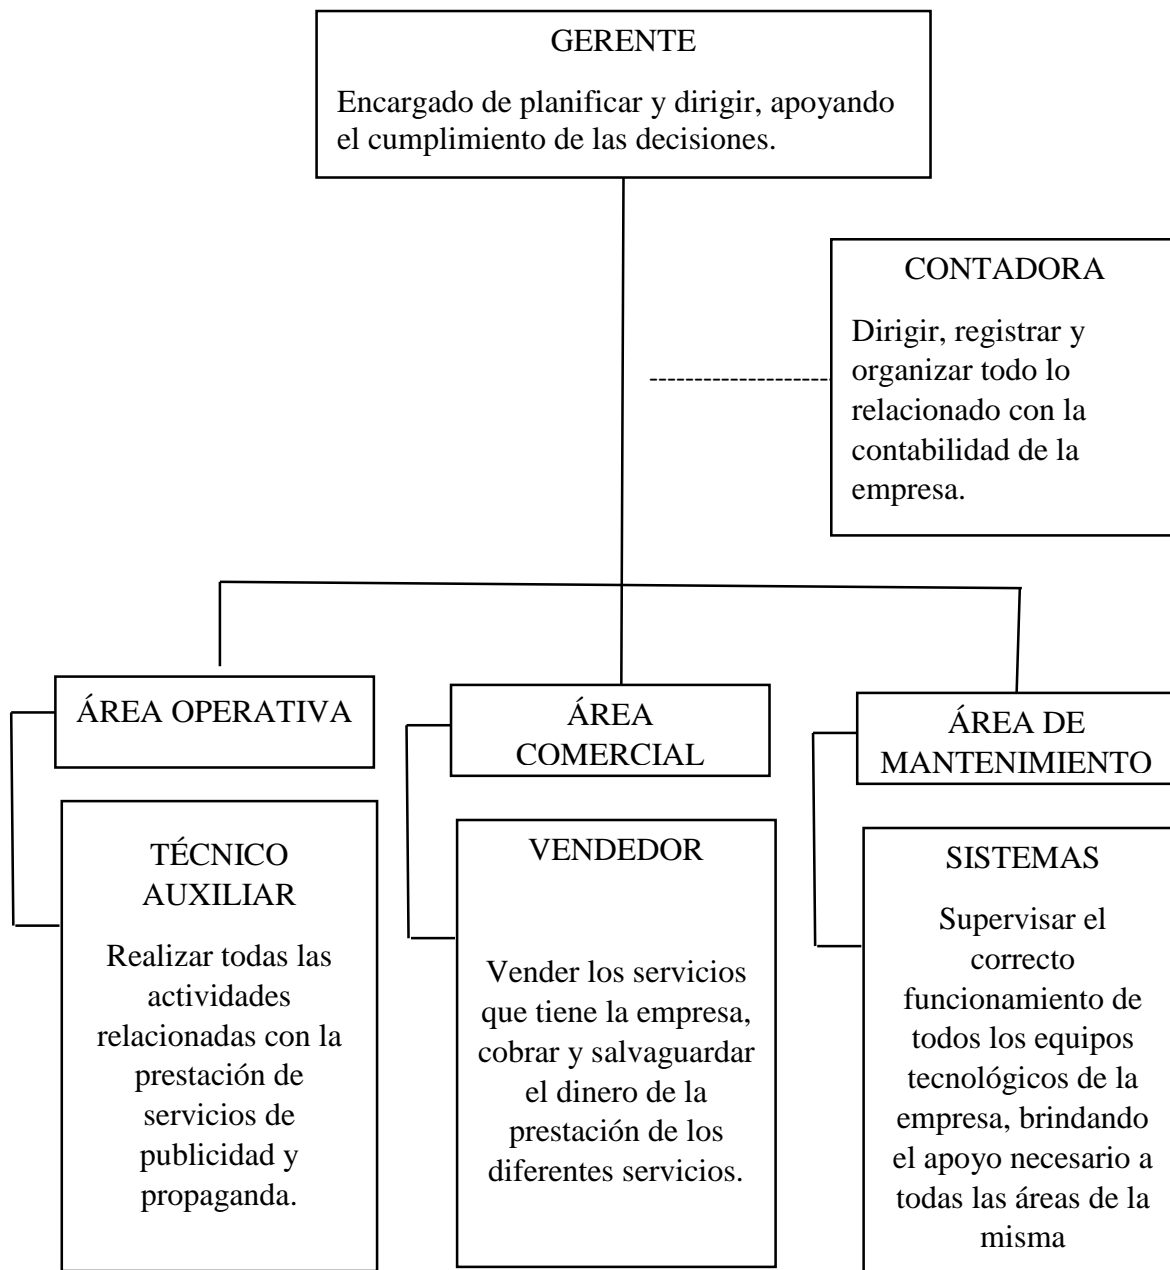 GERENTE
Encargado de planificar y dirigir, apoyando
el cumplimiento de las decisiones.
CONTADORA
Dirigir, registrar y
organizar todo lo
relacionado con la
contabilidad de la
empresa.
ÁREA OPERATIVA
ÁREA
COMERCIAL
ÁREA DE
MANTENIMIENTO
TÉCNICO
AUXILIAR
Realizar todas las
actividades
relacionadas con la
prestación de
servicios de
publicidad y
propaganda.
VENDEDOR
Vender los servicios
que tiene la empresa,
cobrar y salvaguardar
el dinero de la
prestación de los
diferentes servicios.
SISTEMAS
Supervisar el
correcto
funcionamiento de
todos los equipos
tecnológicos de la
empresa, brindando
el apoyo necesario a
todas las áreas de la
misma